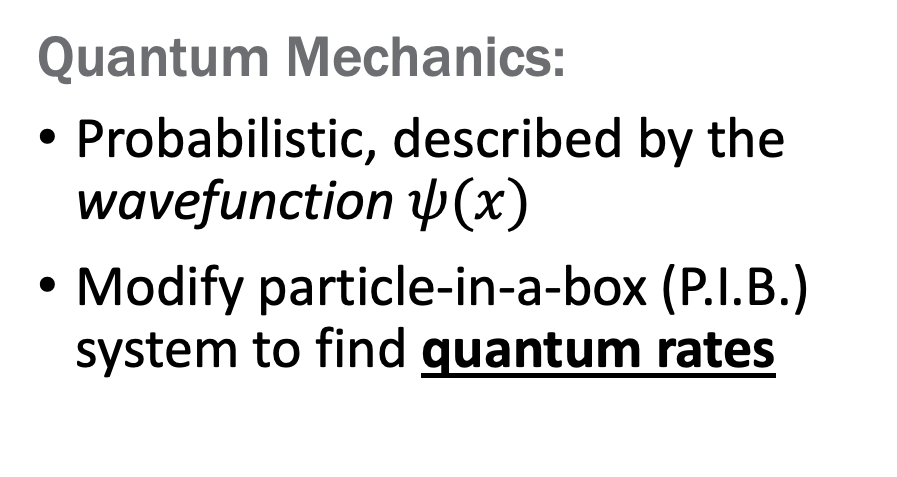 Quantum Mechanics:
• Probabilistic, described by the
wavefunction ψ(x)
• Modify particle-in-a-box (P.I.B.)
system to find quantum rates